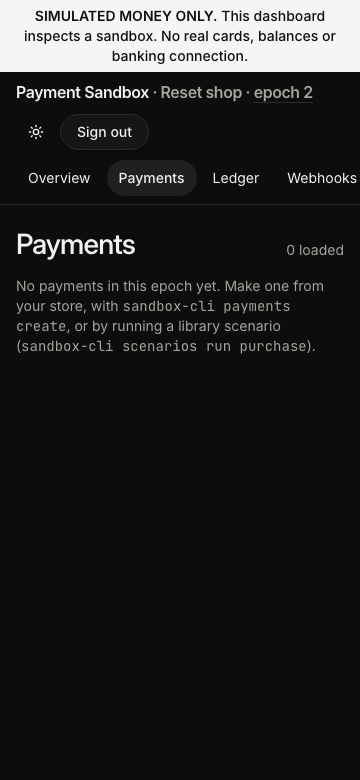 SIMULATED MONEY ONLY. This dashboard
inspects a sandbox. No real cards, balances or
banking connection.
Payment Sandbox · Reset shop · epoch 2
Sign out
Overview Payments Ledger Webhooks
Payments
0 loaded
No payments in this epoch yet. Make one from
your store, with sandbox-cli payments
create, or by running a library scenario
(sandbox-cli scenarios run purchase).